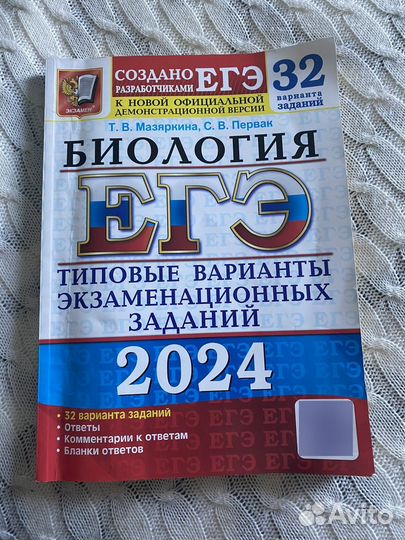 СОЗДАНО
РАЗРАБОТЧИКАМИ ЕГЭ
К НОВОЙ ОФИЦИАЛЬНОЙ
ДЕМОНСТРАЦИОННОЙ ВЕРСИИ
32
варианта
заданий
ЭКЗАМЕН
Т. В. Мазяркина, С. В. Первак
БИОЛОГИЯ
ЕГЭ
ТИПОВЫЕ ВАРИАНТЫ
ЭКЗАМЕНАЦИОННЫХ
ЗАДАНИЙ
2024
• 32 варианта заданий
• Ответы
• Комментарии к ответам
• Бланки ответов
Avito